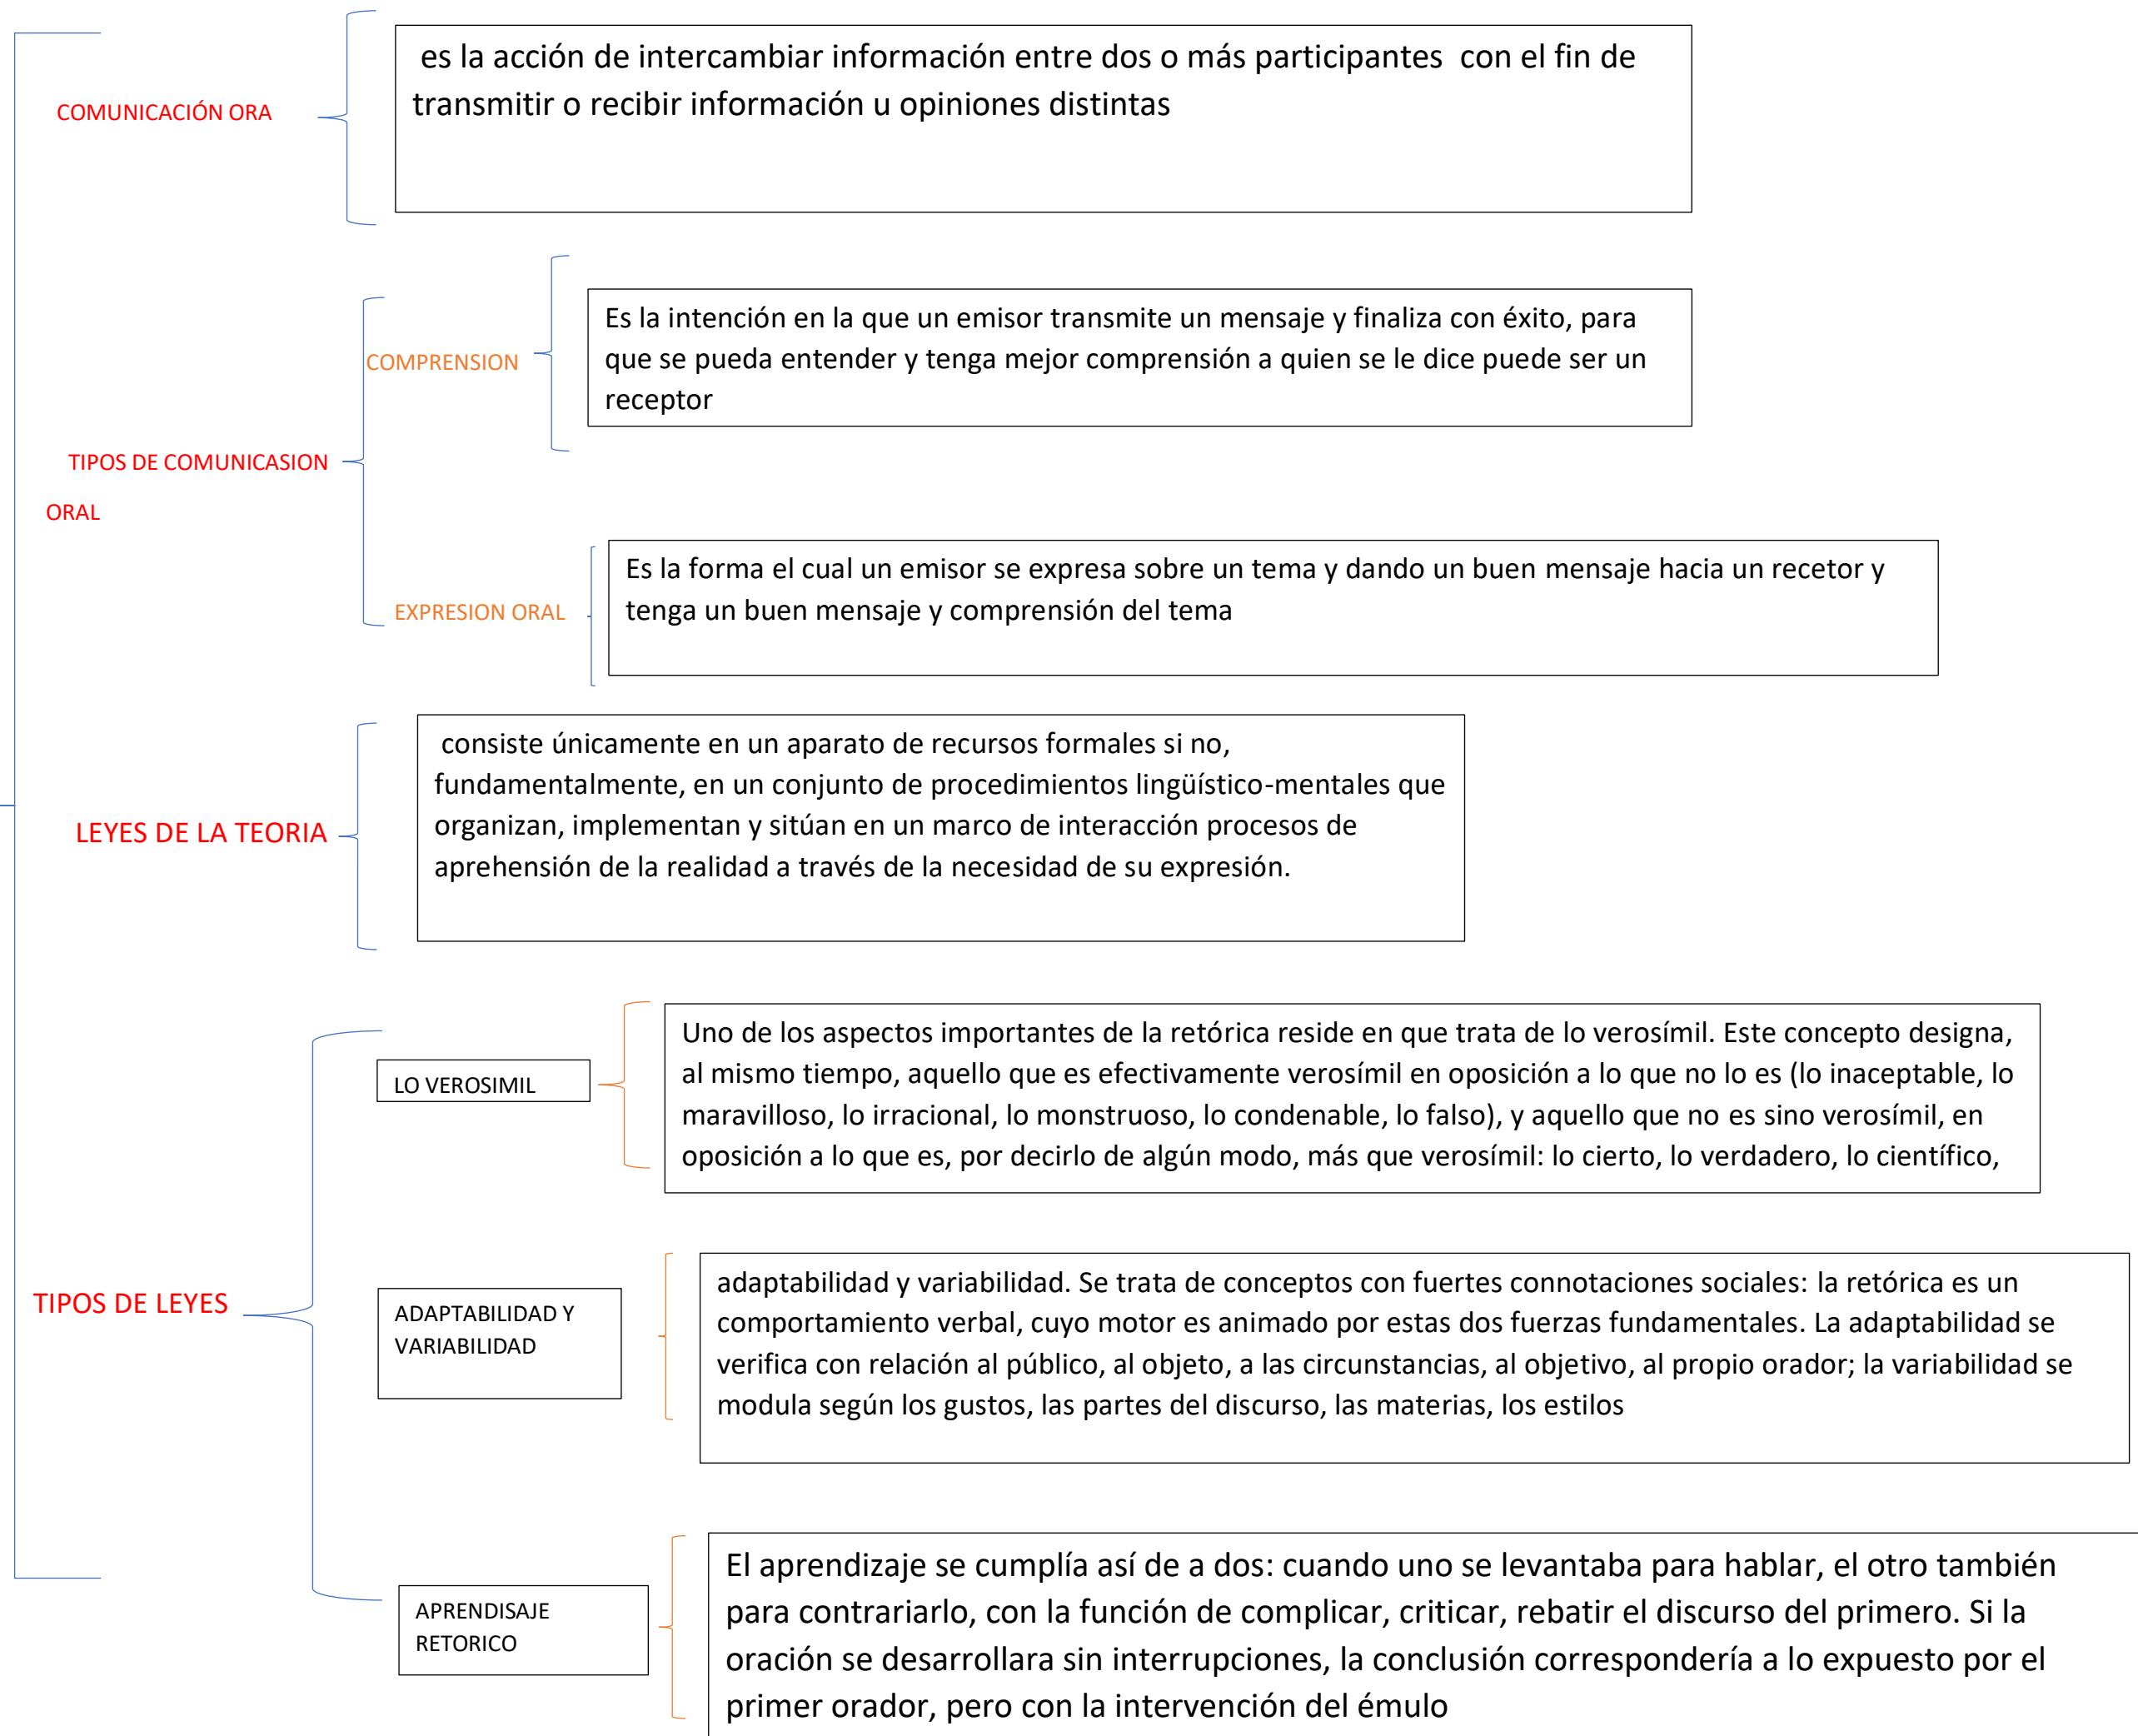 COMUNICACIÓN ORA
es la acción de intercambiar información entre dos o más participantes  con el fin de
transmitir o recibir información u opiniones distintas
TIPOS DE COMUNICASION
ORAL
COMPRENSION
Es la intención en la que un emisor transmite un mensaje y finaliza con éxito, para
que se pueda entender y tenga mejor comprensión a quien se le dice puede ser un
receptor
EXPRESION ORAL
Es la forma el cual un emisor se expresa sobre un tema y dando un buen mensaje hacia un recetor y
tenga un buen mensaje y comprensión del tema
LEYES DE LA TEORIA
consiste únicamente en un aparato de recursos formales si no,
fundamentalmente, en un conjunto de procedimientos lingüístico-mentales que
organizan, implementan y sitúan en un marco de interacción procesos de
aprehensión de la realidad a través de la necesidad de su expresión.
TIPOS DE LEYES
LO VEROSIMIL
Uno de los aspectos importantes de la retórica reside en que trata de lo verosímil. Este concepto designa,
al mismo tiempo, aquello que es efectivamente verosímil en oposición a lo que no lo es (lo inaceptable, lo
maravilloso, lo irracional, lo monstruoso, lo condenable, lo falso), y aquello que no es sino verosímil, en
oposición a lo que es, por decirlo de algún modo, más que verosímil: lo cierto, lo verdadero, lo científico,
ADAPTABILIDAD Y
VARIABILIDAD
adaptabilidad y variabilidad. Se trata de conceptos con fuertes connotaciones sociales: la retórica es un
comportamiento verbal, cuyo motor es animado por estas dos fuerzas fundamentales. La adaptabilidad se
verifica con relación al público, al objeto, a las circunstancias, al objetivo, al propio orador; la variabilidad se
modula según los gustos, las partes del discurso, las materias, los estilos
APRENDISAJE
RETORICO
El aprendizaje se cumplía así de a dos: cuando uno se levantaba para hablar, el otro también
para contrariarlo, con la función de complicar, criticar, rebatir el discurso del primero. Si la
oración se desarrollara sin interrupciones, la conclusión correspondería a lo expuesto por el
primer orador, pero con la intervención del émulo